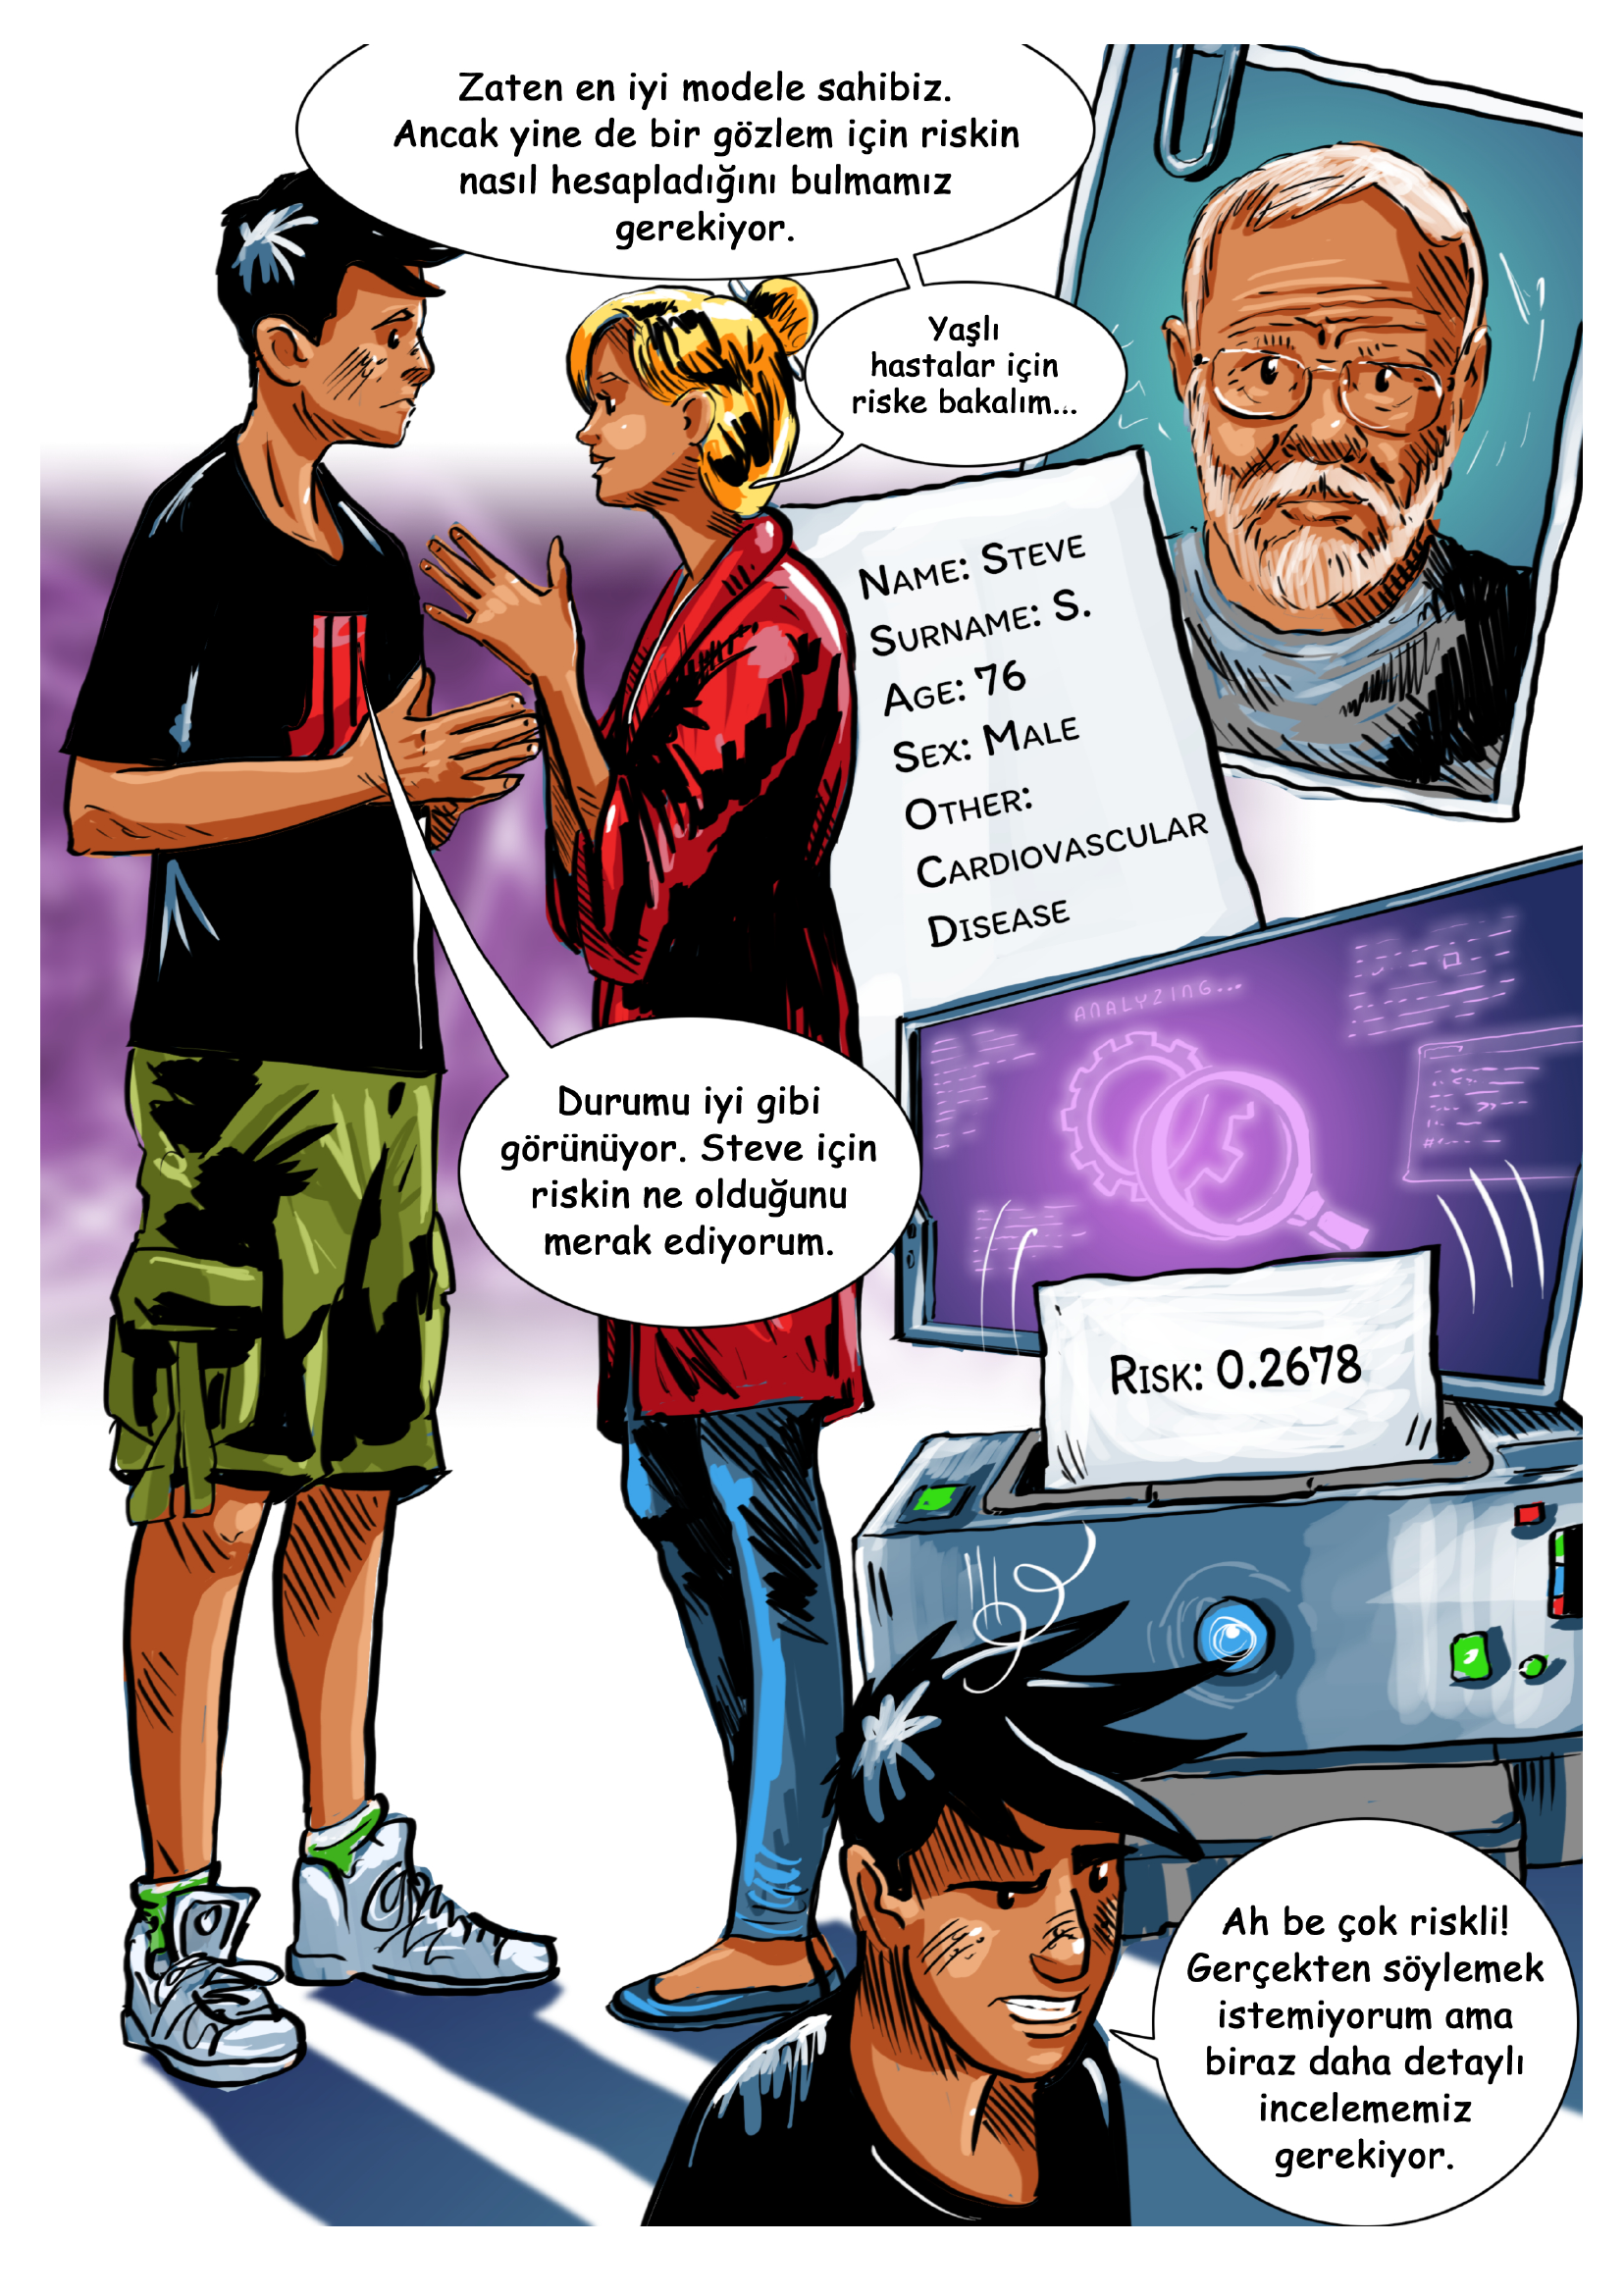 Zaten en iyi modele sahibiz.
Ancak yine de bir gözlem için riskin
nasıl hesapladığını bulmamız
gerekiyor.
Yaşlı
hastalar için
riske bakalım...
Name: Steve
Surname: S.
Age: 76
Sex: Male
Other:
Cardiovascular
Disease
Durumu iyi gibi
görünüyor. Steve için
riskin ne olduğunu
merak ediyorum.
ANALYZING...
Risk: 0.2678
Ah be çok riskli!
Gerçekten söylemek
istemiyorum ama
biraz daha detaylı
incelememiz
gerekiyor.